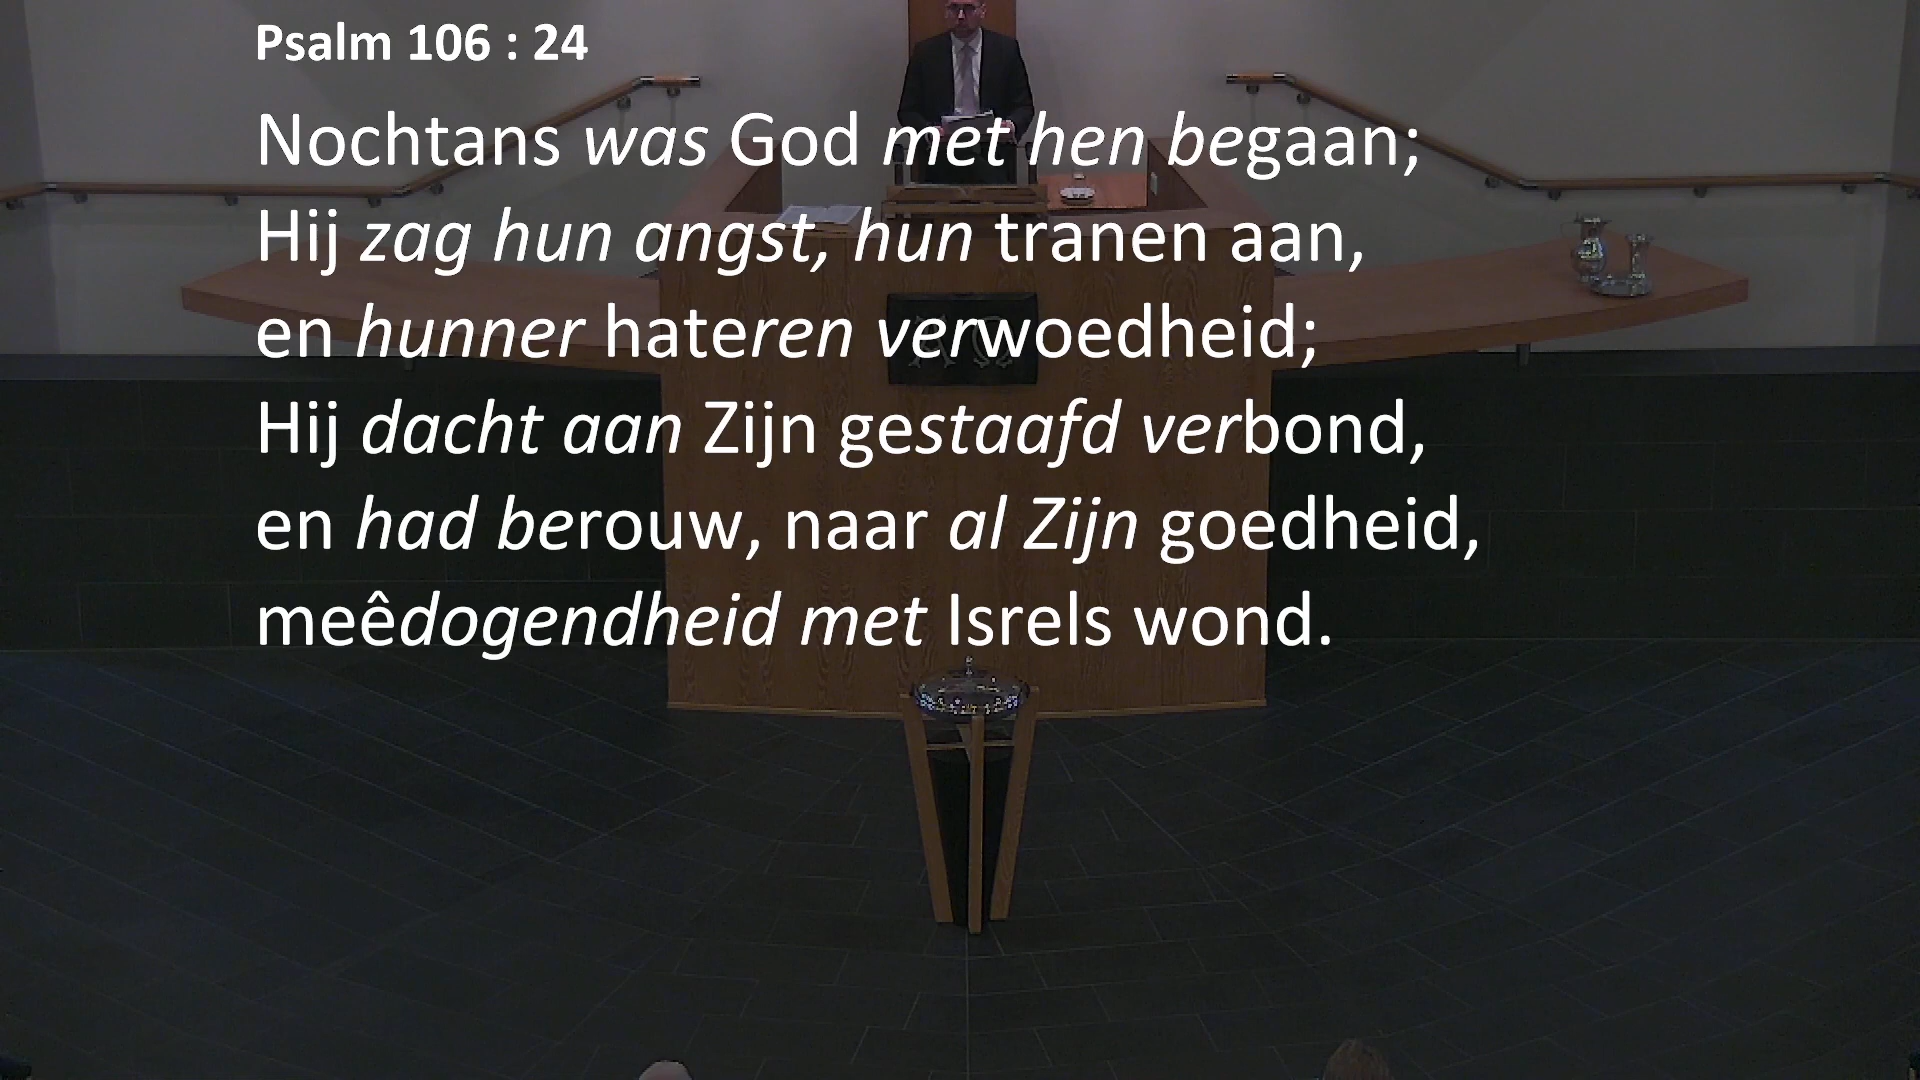 Psalm 106 : 24
Nochtans was God met hen begaan;
Hij zag hun angst, hun tranen aan,
en hunner hateren verwoedheid;
Hij dacht aan Zijn gestaafd verbond,
en had berouw, naar al Zijn goedheid,
meêdogendheid met Isrels wond.
Α Ω